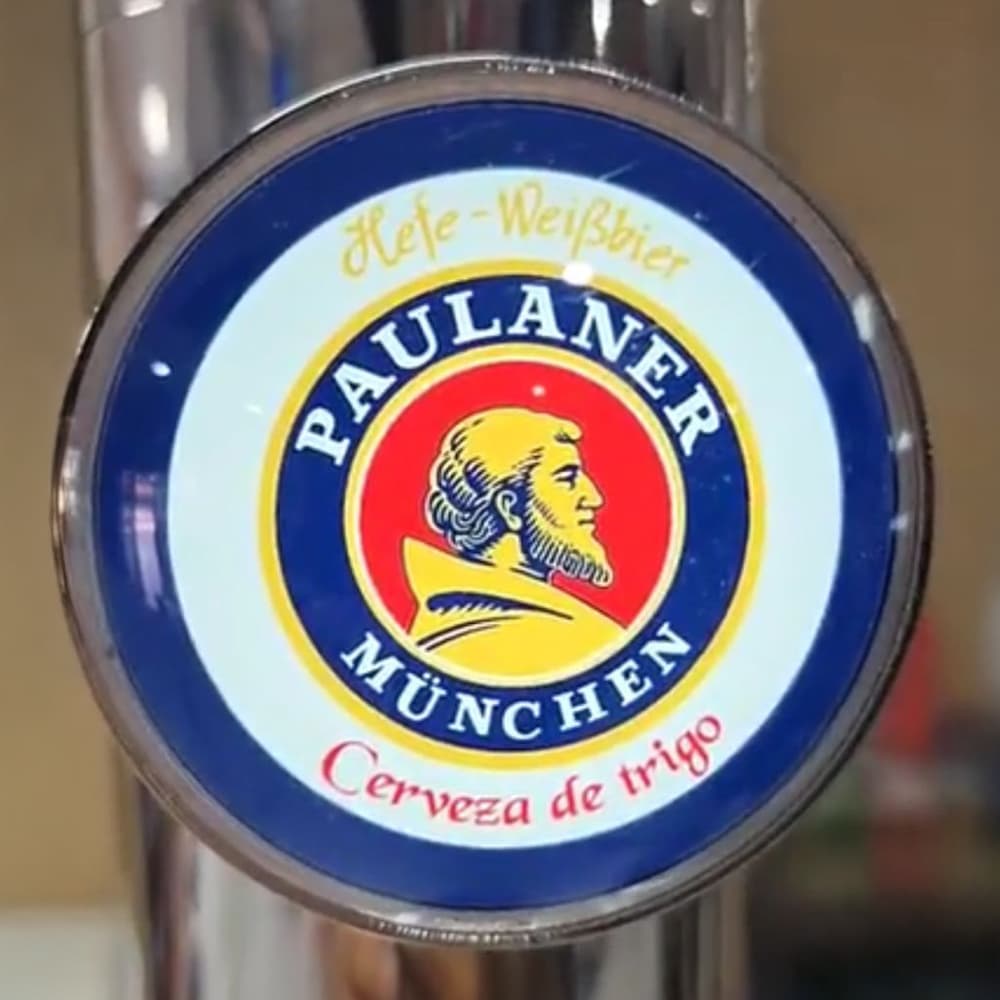 Hefe-Weißbier
PAULANER
MÜNCHEN
Cerveza de trigo